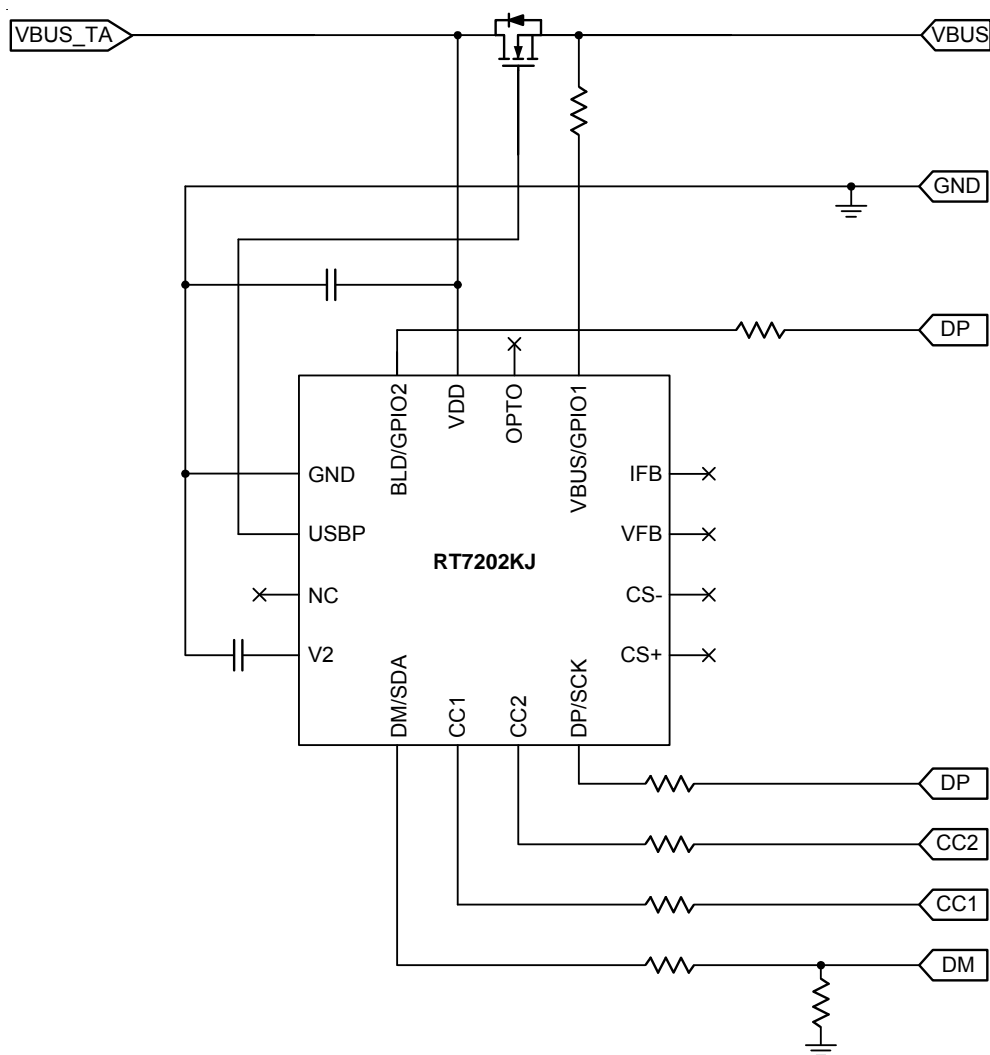 VBUS_TA
VBUS
GND
DP
BLD/GPIO2
VDD
OPTO
VBUS/GPIO1
GND
USBP
NC
V2
RT7202KJ
IFB
VFB
CS-
CS+
DM/SDA
CC1
CC2
DP/SCK
DP
CC2
CC1
DM